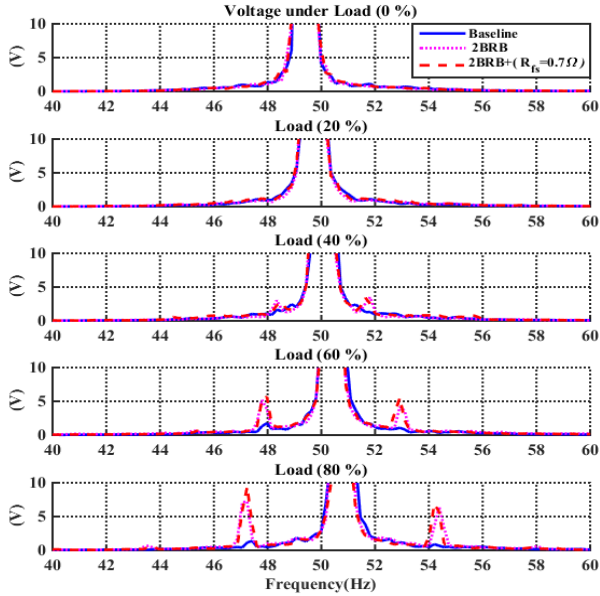 Voltage under Load (0 %)
10
5
0
(V)
40 42 44 46 48 50 52 54 56 58 60
Baseline
2BRB
2BRB+( R_fs=0.7Ω )
Load (20 %)
10
5
0
(V)
40 42 44 46 48 50 52 54 56 58 60
Load (40 %)
10
5
0
(V)
40 42 44 46 48 50 52 54 56 58 60
Load (60 %)
10
5
0
(V)
40 42 44 46 48 50 52 54 56 58 60
Load (80 %)
10
5
0
(V)
40 42 44 46 48 50 52 54 56 58 60
Frequency(Hz)